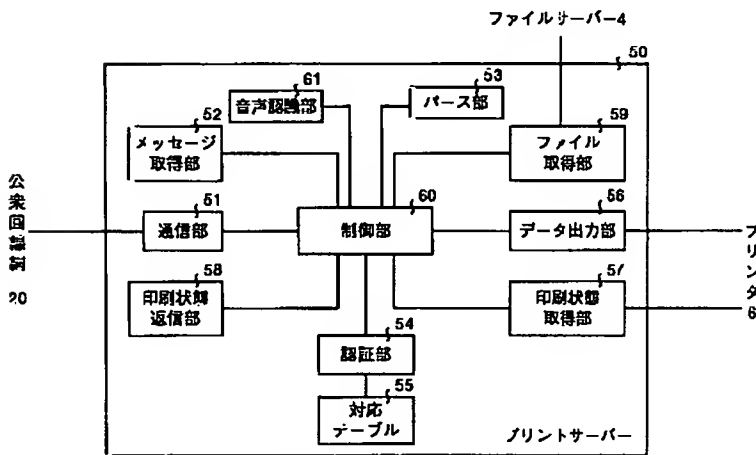 ファイルサーバー4
50
61
音声認識部
53
パース部
52
メッセージ
取得部
59
ファイル
取得部
公衆回線網 20
51
通信部
60
制御部
56
データ出力部
プリンタ6
58
印刷状態
返信部
57
印刷状態
取得部
54
認証部
55
対応
テーブル
プリントサーバー